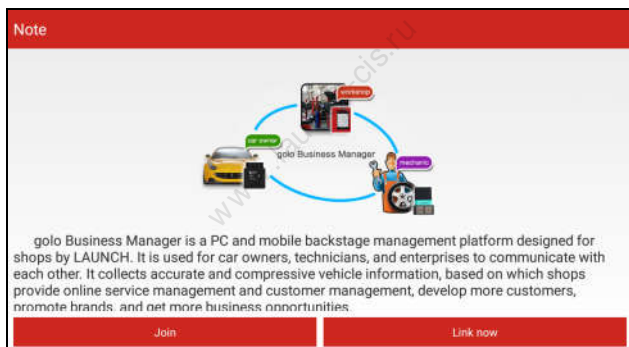 Note
workshop
car owner
golo Business Manager
mechanic
golo Business Manager is a PC and mobile backstage management platform designed for
shops by LAUNCH. It is used for car owners, technicians, and enterprises to communicate with
each other. It collects accurate and compressive vehicle information, based on which shops
provide online service management and customer management, develop more customers,
promote brands, and get more business opportunities.
Join
Link now